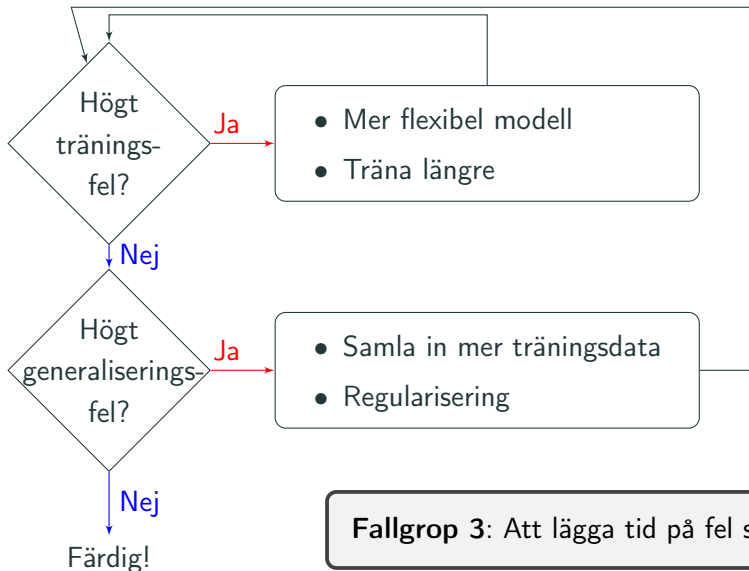 Högt
tränings-
fel?
Ja
• Mer flexibel modell
• Träna längre
Nej
Högt
generaliserings-
fel?
Ja
• Samla in mer träningsdata
• Regularisering
Nej
Färdig!
Fallgrop 3: Att lägga tid på fel s